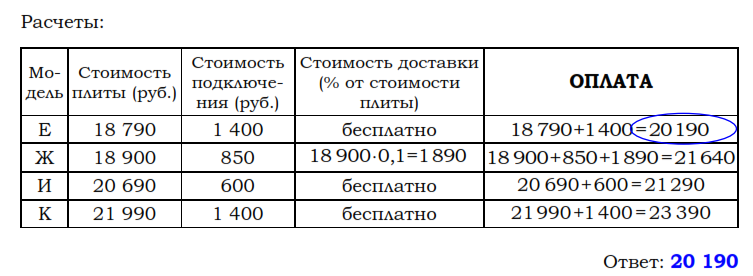 Расчеты:
Мо-
дель
Стоимость
плиты (руб.)
Стоимость
подключе-
ния (руб.)
Стоимость доставки
(% от стоимости
плиты)
ОПЛАТА
Е 18 790 1 400 бесплатно 18 790+1 400=20 190
Ж 18 900 850 18 900·0,1=1 890 18 900+850+1 890=21 640
И 20 690 600 бесплатно 20 690+600=21 290
К 21 990 1 400 бесплатно 21 990+1 400=23 390
Ответ: 20 190